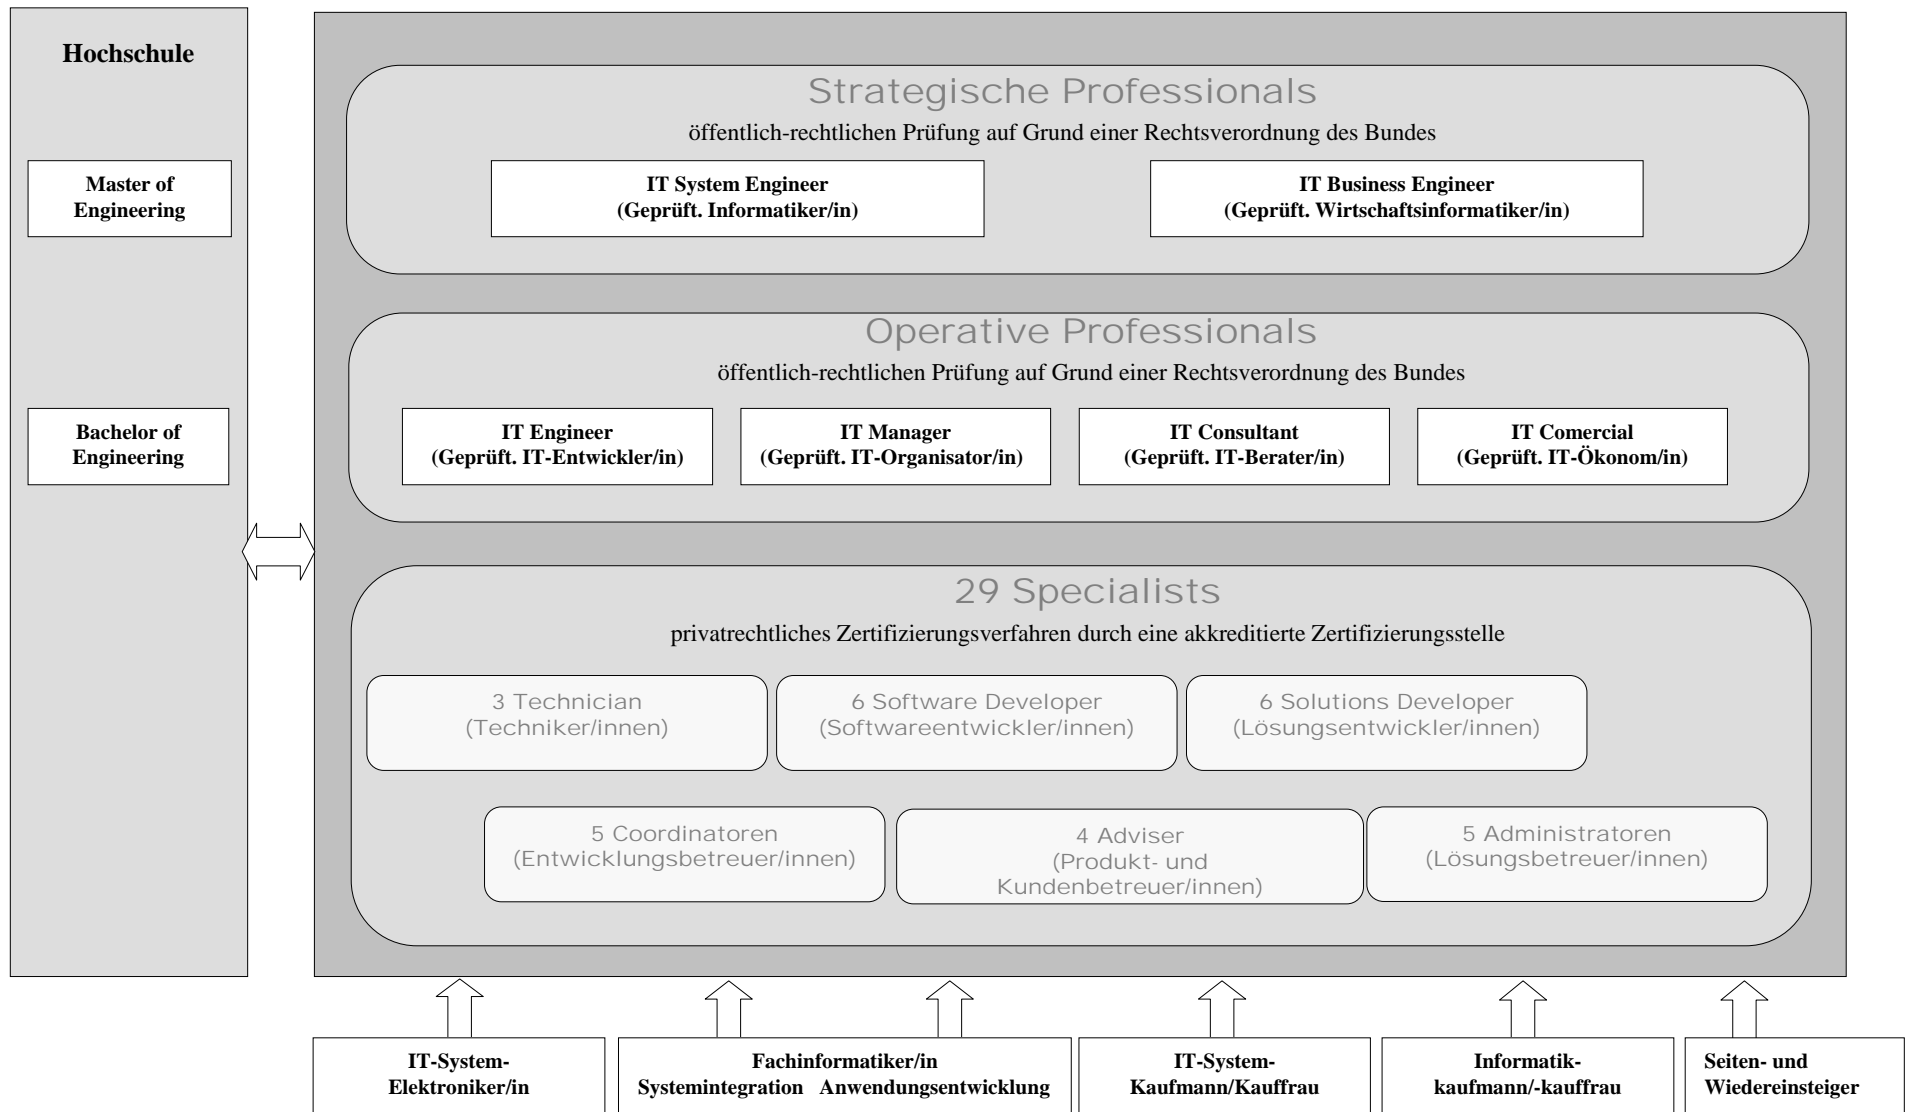 Hochschule
Master of
Engineering
Bachelor of
Engineering
Strategische Professionals
öffentlich-rechtlichen Prüfung auf Grund einer Rechtsverordnung des Bundes
IT System Engineer
(Geprüft. Informatiker/in)
IT Business Engineer
(Geprüft. Wirtschaftsinformatiker/in)
Operative Professionals
öffentlich-rechtlichen Prüfung auf Grund einer Rechtsverordnung des Bundes
IT Engineer
(Geprüft. IT-Entwickler/in)
IT Manager
(Geprüft. IT-Organisator/in)
IT Consultant
(Geprüft. IT-Berater/in)
IT Comercial
(Geprüft. IT-Ökonom/in)
29 Specialists
privatrechtliches Zertifizierungsverfahren durch eine akkreditierte Zertifizierungsstelle
3 Technician
(Techniker/innen)
6 Software Developer
(Softwareentwickler/innen)
6 Solutions Developer
(Lösungsentwickler/innen)
5 Coordinatoren
(Entwicklungsbetreuer/innen)
4 Adviser
(Produkt- und
Kundenbetreuer/innen)
5 Administratoren
(Lösungsbetreuer/innen)
IT-System-
Elektroniker/in
Fachinformatiker/in
Systemintegration Anwendungsentwicklung
IT-System-
Kaufmann/Kauffrau
Informatik-
kaufmann/-kauffrau
Seiten- und
Wiedereinsteiger